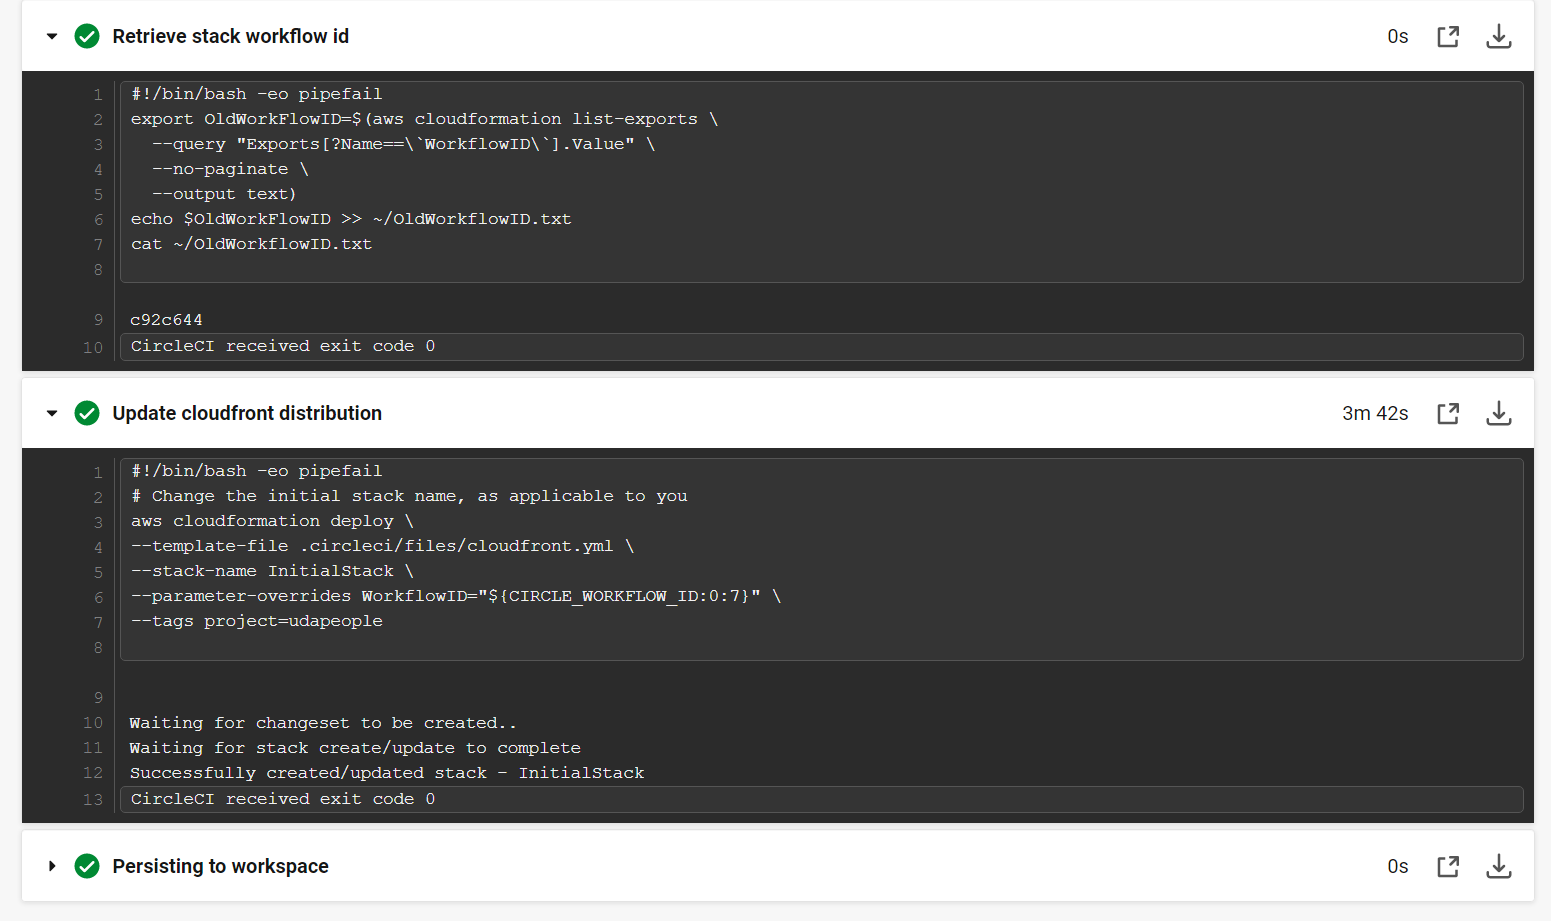 Retrieve stack workflow id 0s
1 #!/bin/bash -eo pipefail
2 export OldWorkFlowID=$(aws cloudformation list-exports \
3 --query "Exports[?Name==\`WorkflowID\`].Value" \
4 --no-paginate \
5 --output text)
6 echo $OldWorkFlowID >> ~/OldWorkflowID.txt
7 cat ~/OldWorkflowID.txt
8
9 c92c644
10 CircleCI received exit code 0
Update cloudfront distribution 3m 42s
1 #!/bin/bash -eo pipefail
2 # Change the initial stack name, as applicable to you
3 aws cloudformation deploy \
4 --template-file .circleci/files/cloudfront.yml \
5 --stack-name InitialStack \
6 --parameter-overrides WorkflowID="${CIRCLE_WORKFLOW_ID:0:7}" \
7 --tags project=udapeople
8
9
10 Waiting for changeset to be created..
11 Waiting for stack create/update to complete
12 Successfully created/updated stack - InitialStack
13 CircleCI received exit code 0
Persisting to workspace 0s